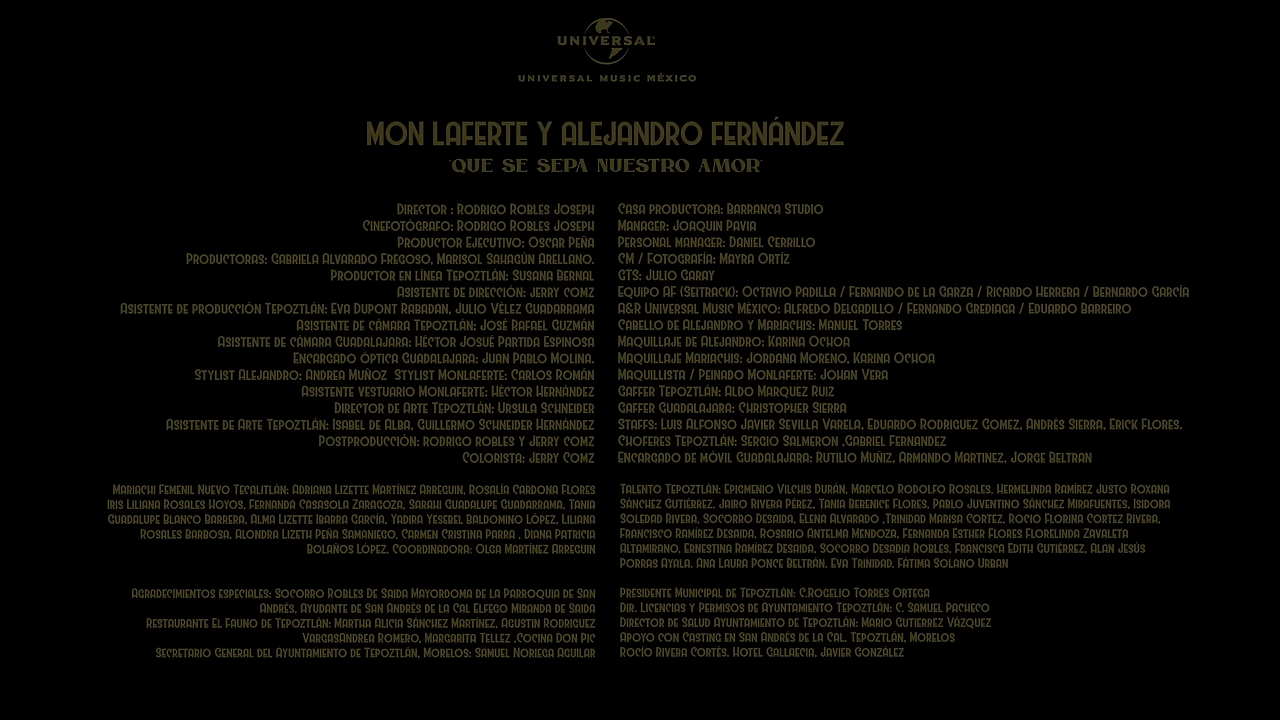 UNIVERSAL
UNIVERSAL MUSIC MÉXICO
MON LAFERTE Y ALEJANDRO FERNÁNDEZ
"QUE SE SEPA NUESTRO AMOR"
Director : Rodrigo Robles Joseph
Cinefotógrafo: Rodrigo Robles Joseph
Productor Ejecutivo: Oscar Peña
Productoras: Gabriela Alvarado Fregoso, Marisol Sahagún Arellano.
Productor en línea Tepoztlán: Susana Bernal
Asistente de dirección: jerry comz
Asistente de producción Tepoztlán: Eva Dupont Rabadan, Julio Vélez Guadarrama
Asistente de cámara Tepoztlán: José Rafael Guzmán
Asistente de cámara Guadalajara: Héctor Josué Partida Espinosa
Encargado óptica Guadalajara: Juan Pablo Molina.
Stylist Alejandro: Andrea Muñoz Stylist Monlaferte: Carlos Román
Asistente vestuario Monlaferte: Héctor Hernández
Director de Arte Tepoztlán: Ursula Schneider
Asistente de Arte Tepoztlán: Isabel de Alba, Guillermo Schneider Hernández
Postproducción: rodrigo robles y Jerry comz
Colorista: Jerry Comz
Casa productora: Barranca Studio
Manager: Joaquin Pavia
Personal manager: Daniel Cerrillo
CM / Fotografía: Mayra Ortíz
GTS: Julio Garay
Equipo AF (Seitrack): Octavio Padilla / Fernando de la Garza / Ricardo Herrera / Bernardo García
A&R Universal Music México: Alfredo Delgadillo / Fernando Grediaga / Eduardo Barreiro
Cabello de Alejandro y Mariachis: Manuel Torres
Maquillaje de Alejandro: Karina Ochoa
Maquillaje Mariachis: Jordana Moreno, Karina Ochoa
Maquillista / Peinado Monlaferte: Johan Vera
Gaffer Tepoztlán: Aldo Marquez Ruiz
Gaffer Guadalajara: Christopher Sierra
Staffs: Luis Alfonso Javier Sevilla Varela, Eduardo Rodriguez Gomez, Andrés Sierra, Erick Flores.
Choferes Tepoztlán: Sergio Salmeron ,Gabriel Fernandez
Encargado de móvil Guadalajara: Rutilio Muñiz, Armando Martinez, Jorge Beltran
Mariachi Femenil Nuevo Tecalitlán: Adriana Lizette Martínez Arreguin, Rosalía Cardona Flores
Iris Liliana Rosales Hoyos, Fernanda Casasola Zaragoza, Sarahi Guadalupe Guadarrama, Tania
Guadalupe Blanco Barrera, Alma Lizette Ibarra García, Yadira Yesebel Baldomino López, Liliana
Rosales Barbosa, Alondra Lizeth Peña Samaniego, Carmen Cristina Parra , Diana Patricia
Bolaños López. Coordinadora: Olga Martínez Arreguin
Talento Tepoztlán: Epigmenio Vilchis Durán, Marcelo Rodolfo Rosales, Hermelinda Ramírez Justo Roxana
Sánchez Gutiérrez, Jairo Rivera Pérez, Tania Berenice Flores, Pablo Juventino Sánchez Mirafuentes, Isidora
Soledad Rivera, Socorro Desaida, Elena Alvarado ,Trinidad Marisa Cortez, Rocio Florina Cortez Rivera,
Francisco Ramírez Desaida, Rosario Antelma Mendoza, Fernanda Esther Flores Florelinda Zavaleta
Altamirano, Ernestina Ramírez Desaida, Socorro Desadia Robles, Francisca Edith Gutiérrez, Alan Jesús
Porras Ayala, Ana Laura Ponce Beltrán, Eva Trinidad, Fátima Solano Urban
Agradecimientos especiales: Socorro Robles De Saida Mayordoma de la Parroquia de San
Andrés, Ayudante de San Andrés de la Cal Elfego Miranda de Saida
Restaurante El Fauno de Tepoztlán: Martha Alicia Sánchez Martínez, Agustin Rodriguez
VargasAndrea Romero, Margarita Tellez ,Cocina Don Pic
Secretario General del Ayuntamiento de Tepoztlán, Morelos: Samuel Noriega Aguilar
Presidente Municipal de Tepoztlán: C.Rogelio Torres Ortega
Dir. Licencias y Permisos de Ayuntamiento Tepoztlán: C. Samuel Pacheco
Director de Salud Ayuntamiento de Tepoztlán: Mario Gutierrez Vázquez
Apoyo con Casting en San Andrés de la Cal, Tepoztlán, Morelos
Rocío Rivera Cortés. Hotel Gallaecia, Javier González